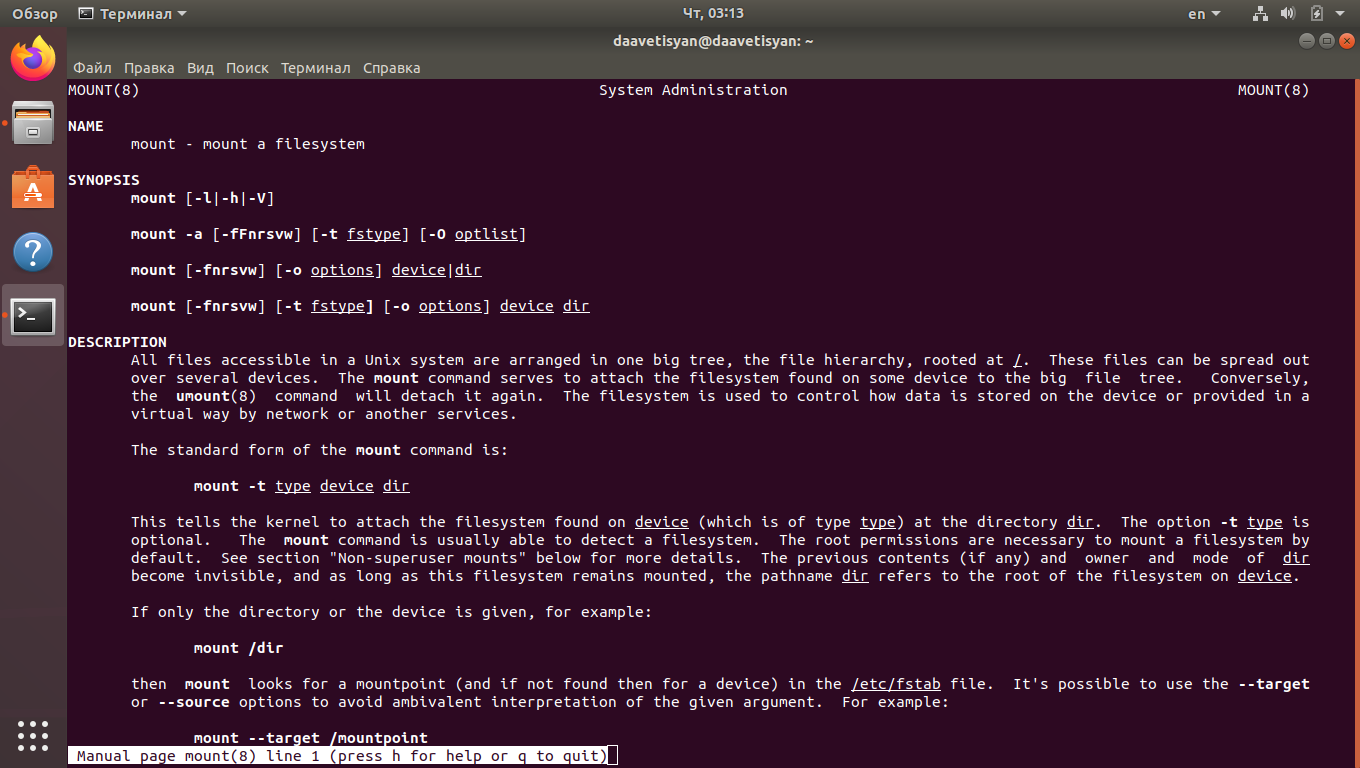 Обзор Терминал Чт, 03:13 en
daavetisyan@daavetisyan: ~
Файл Правка Вид Поиск Терминал Справка
MOUNT(8) System Administration MOUNT(8)
NAME
mount - mount a filesystem
SYNOPSIS
mount [-l|-h|-V]
mount -a [-fFnrsvw] [-t fstype] [-O optlist]
mount [-fnrsvw] [-o options] device|dir
mount [-fnrsvw] [-t fstype] [-o options] device dir
DESCRIPTION
All files accessible in a Unix system are arranged in one big tree, the file hierarchy, rooted at /. These files can be spread out
over several devices. The mount command serves to attach the filesystem found on some device to the big file tree. Conversely,
the umount(8) command will detach it again. The filesystem is used to control how data is stored on the device or provided in a
virtual way by network or another services.
The standard form of the mount command is:
mount -t type device dir
This tells the kernel to attach the filesystem found on device (which is of type type) at the directory dir. The option -t type is
optional. The mount command is usually able to detect a filesystem. The root permissions are necessary to mount a filesystem by
default. See section "Non-superuser mounts" below for more details. The previous contents (if any) and owner and mode of dir
become invisible, and as long as this filesystem remains mounted, the pathname dir refers to the root of the filesystem on device.
If only the directory or the device is given, for example:
mount /dir
then mount looks for a mountpoint (and if not found then for a device) in the /etc/fstab file. It's possible to use the --target
or --source options to avoid ambivalent interpretation of the given argument. For example:
mount --target /mountpoint
Manual page mount(8) line 1 (press h for help or q to quit)